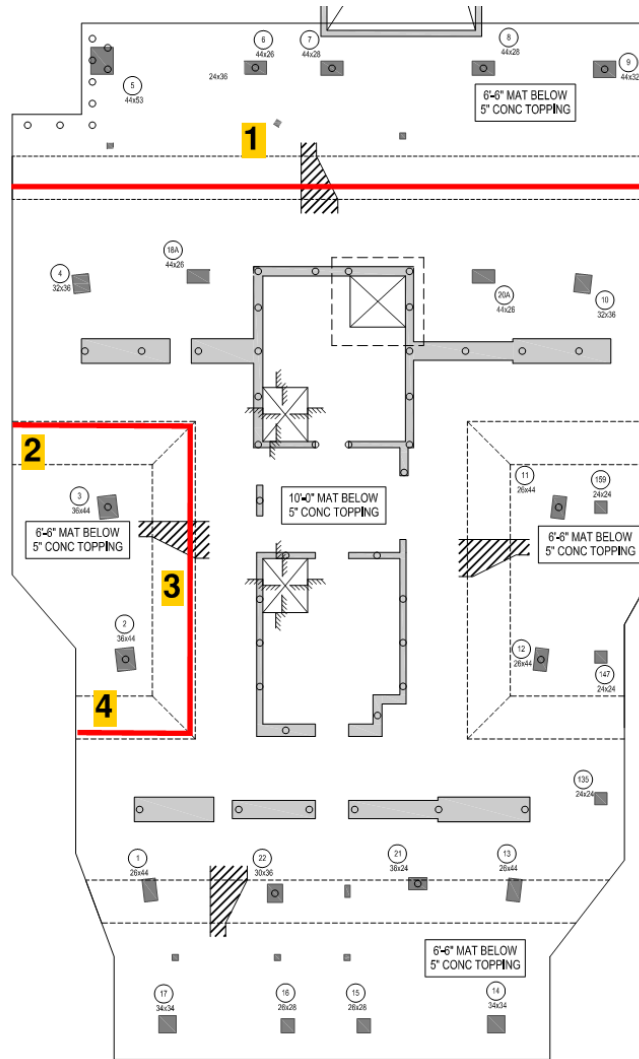 6
44x26
7
44x28
8
44x28
9
44x32
5
44x53
24x36
6'-6" MAT BELOW
5" CONC TOPPING
1
4
32x36
18A
44x26
20A
44x26
10
32x36
2
3
36x44
6'-6" MAT BELOW
5" CONC TOPPING
10'-0" MAT BELOW
5" CONC TOPPING
11
26x44
159
24x24
6'-6" MAT BELOW
5" CONC TOPPING
3
2
36x44
12
26x44
147
24x24
4
135
24x24
1
26x44
22
30x36
21
36x24
13
26x44
6'-6" MAT BELOW
5" CONC TOPPING
17
34x34
16
26x28
15
26x28
14
34x34